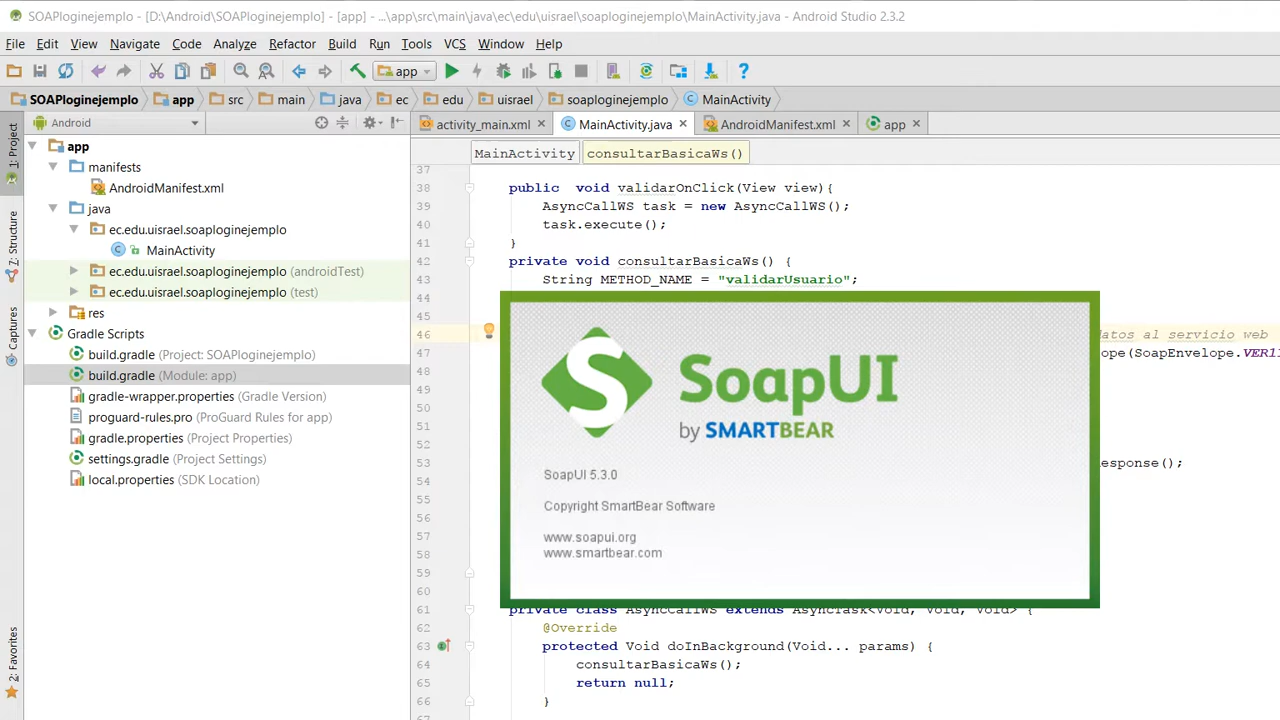 SOAPloginejemplo - [D:\Android\SOAPloginejemplo] - [app] - ...\app\src\main\java\ec\edu\uisrael\soaploginejemplo\MainActivity.java - Android Studio 2.3.2
File Edit View Navigate Code Analyze Refactor Build Run Tools VCS Window Help
app
SOAPloginejemplo app src main java ec edu uisrael soaploginejemplo MainActivity
Android
activity_main.xml MainActivity.java AndroidManifest.xml app
MainActivity consultarBasicaWs()
1: Project
7: Structure
Captures
2: Favorites
app
manifests
AndroidManifest.xml
java
ec.edu.uisrael.soaploginejemplo
MainActivity
ec.edu.uisrael.soaploginejemplo (androidTest)
ec.edu.uisrael.soaploginejemplo (test)
res
Gradle Scripts
build.gradle (Project: SOAPloginejemplo)
build.gradle (Module: app)
gradle-wrapper.properties (Gradle Version)
proguard-rules.pro (ProGuard Rules for app)
gradle.properties (Project Properties)
settings.gradle (Project Settings)
local.properties (SDK Location)
37
38 public void validarOnClick(View view){
39 AsyncCallWS task = new AsyncCallWS();
40 task.execute();
41 }
42 private void consultarBasicaWs() {
43 String METHOD_NAME = "validarUsuario";
44
45
46 datos al servicio web
47 ope(SoapEnvelope.VER11
48
49
50
51
52
53 esponse();
54
55
56
57
58
59
60
61 private class AsyncCallWS extends AsyncTask<Void, Void, Void> {
62 @Override
63 protected Void doInBackground(Void... params) {
64 consultarBasicaWs();
65 return null;
66 }
67
SoapUI
by SMARTBEAR
SoapUI 5.3.0
Copyright SmartBear Software
www.soapui.org
www.smartbear.com